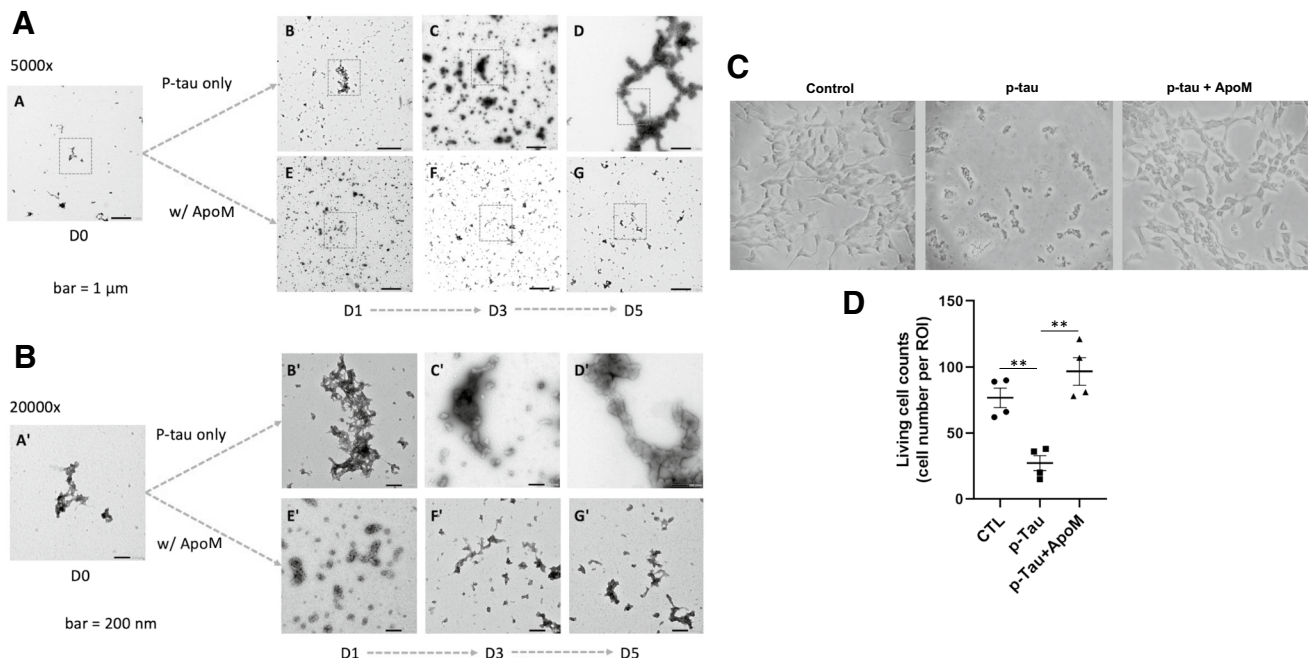 A
5000x
A
D0
bar = 1 µm
P-tau only
w/ ApoM
B
C
D
E
F
G
D1
D3
D5
B
20000x
A'
D0
bar = 200 nm
P-tau only
w/ ApoM
B'
C'
D'
E'
F'
G'
D1
D3
D5
C
Control
p-tau
p-tau + ApoM
D
Living cell counts
(cell number per ROI)
150
100
50
0
**
**
CTL
p-Tau
p-Tau+ApoM